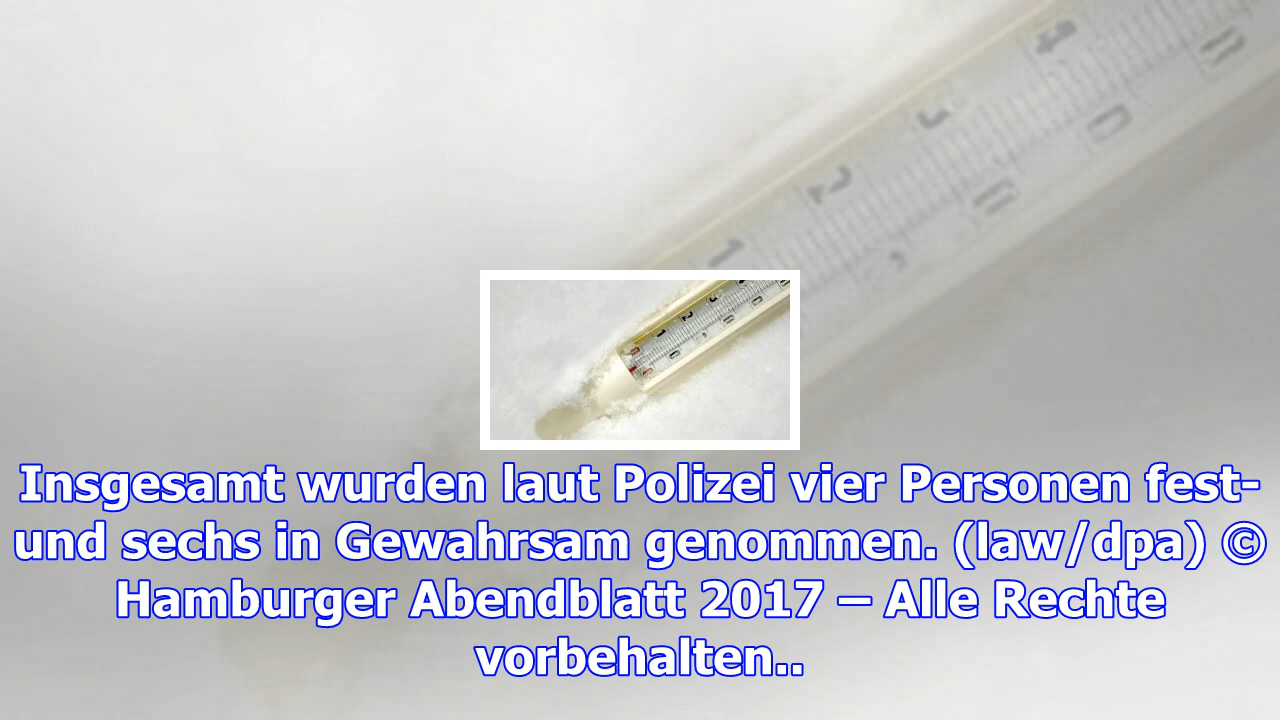 Insgesamt wurden laut Polizei vier Personen fest-
und sechs in Gewahrsam genommen. (law/dpa) ©
Hamburger Abendblatt 2017 – Alle Rechte
vorbehalten..